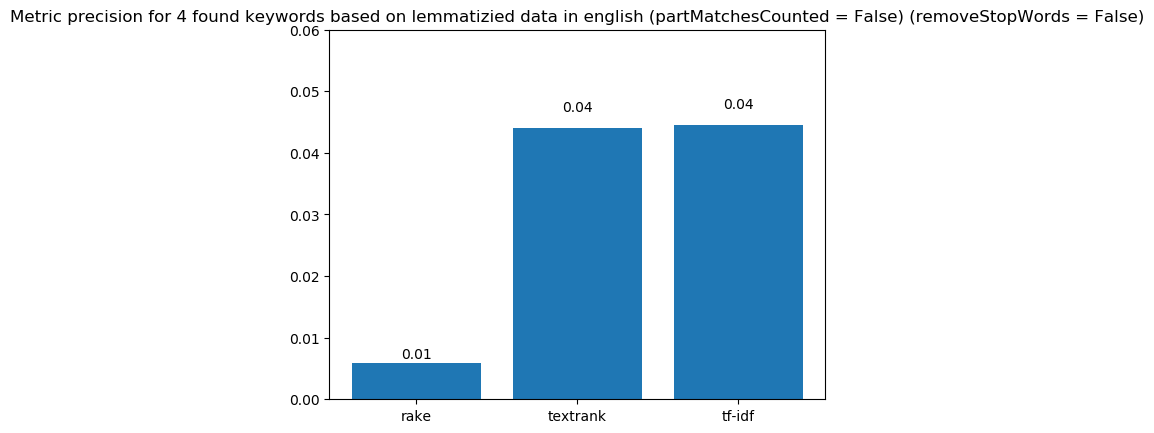 Metric precision for 4 found keywords based on lemmatizied data in english (partMatchesCounted = False) (removeStopWords = False)
0.06
0.05
0.04
0.03
0.02
0.01
0.00
0.01
0.04
0.04
rake
textrank
tf-idf